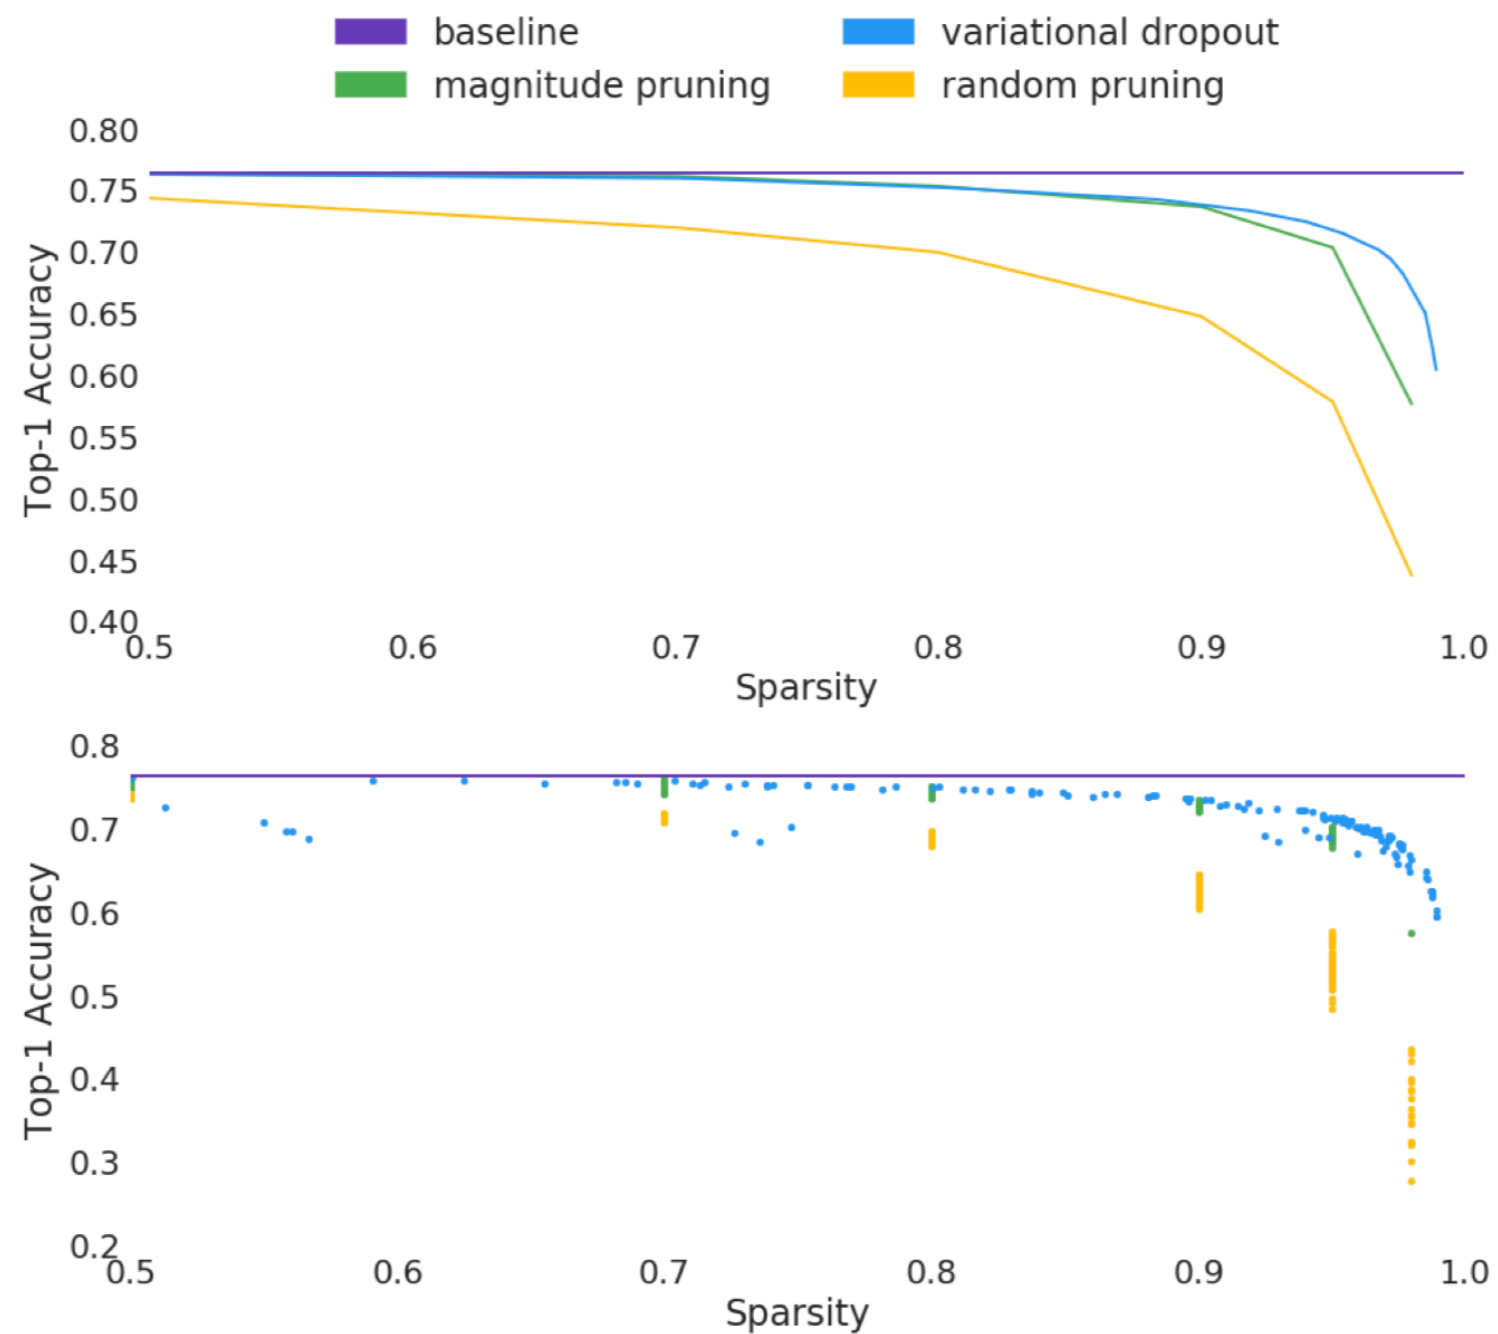 baseline
variational dropout
magnitude pruning
random pruning
0.80
0.75
0.70
0.65
0.60
0.55
0.50
0.45
0.40
Top-1 Accuracy
0.5 0.6 0.7 0.8 0.9 1.0
Sparsity
0.8
0.7
0.6
0.5
0.4
0.3
0.2
Top-1 Accuracy
0.5 0.6 0.7 0.8 0.9 1.0
Sparsity